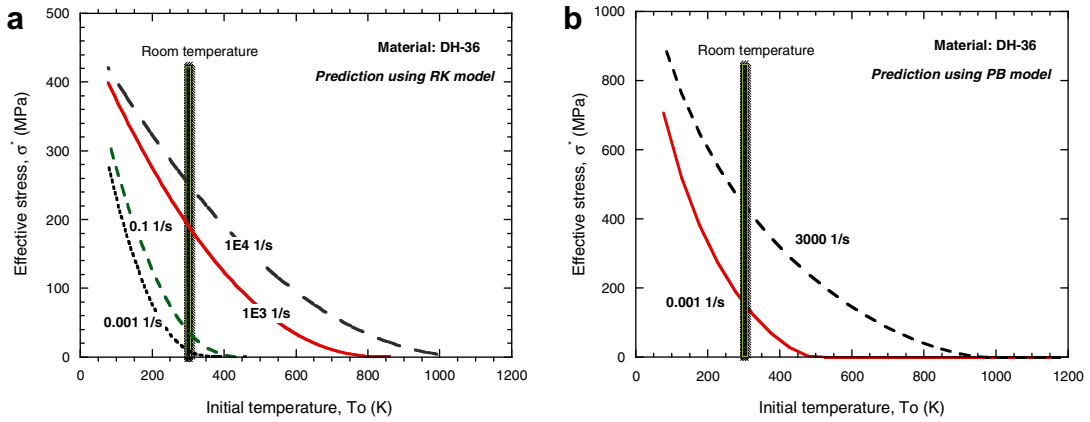 a
500
400
300
200
100
0
Effective stress, σ* (MPa)
Room temperature
Material: DH-36
Prediction using RK model
0.1 1/s
1E4 1/s
0.001 1/s
1E3 1/s
0 200 400 600 800 1000 1200
Initial temperature, To (K)
b
1000
800
600
400
200
0
Effective stress, σ* (MPa)
Room temperature
Material: DH-36
Prediction using PB model
3000 1/s
0.001 1/s
0 200 400 600 800 1000 1200
Initial temperature, To (K)